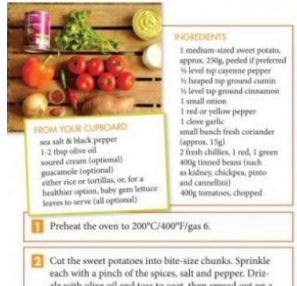 INGREDIENTS
1 medium-sized sweet potato,
approx. 250g, peeled if preferred
½ level tsp cayenne pepper
½ heaped tsp ground cumin
½ level tsp ground cinnamon
1 small onion
1 red or yellow pepper
1 clove garlic
small bunch fresh coriander
(approx. 15g)
2 fresh chillies, 1 red, 1 green
400g tinned beans (such
as kidney, chickpea, pinto
and cannellini)
400g tomatoes, chopped
FROM YOUR CUPBOARD
sea salt & black pepper
1-2 tbsp olive oil
soured cream (optional)
guacamole (optional)
either rice or tortillas, or, for a
healthier option, baby gem lettuce
leaves to serve (all optional)
1 Preheat the oven to 200°C/400°F/gas 6.
2 Cut the sweet potatoes into bite-size chunks. Sprinkle
each with a pinch of the spices, salt and pepper. Driz-
zle with olive oil and toss to coat, then spread out on a